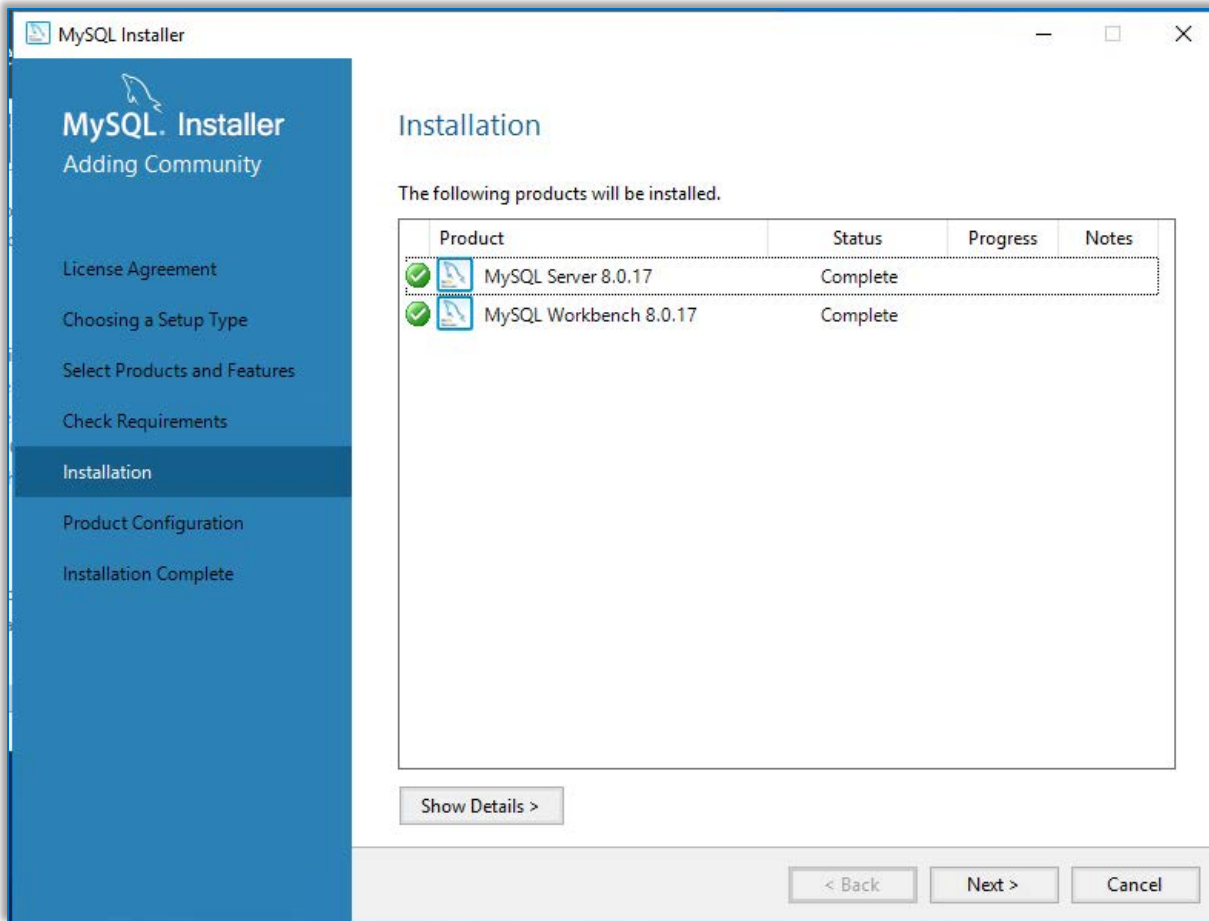 MySQL Installer
MySQL. Installer
Adding Community
License Agreement
Choosing a Setup Type
Select Products and Features
Check Requirements
Installation
Product Configuration
Installation Complete
Installation
The following products will be installed.
Product Status Progress Notes
MySQL Server 8.0.17 Complete
MySQL Workbench 8.0.17 Complete
Show Details >
< Back Next > Cancel